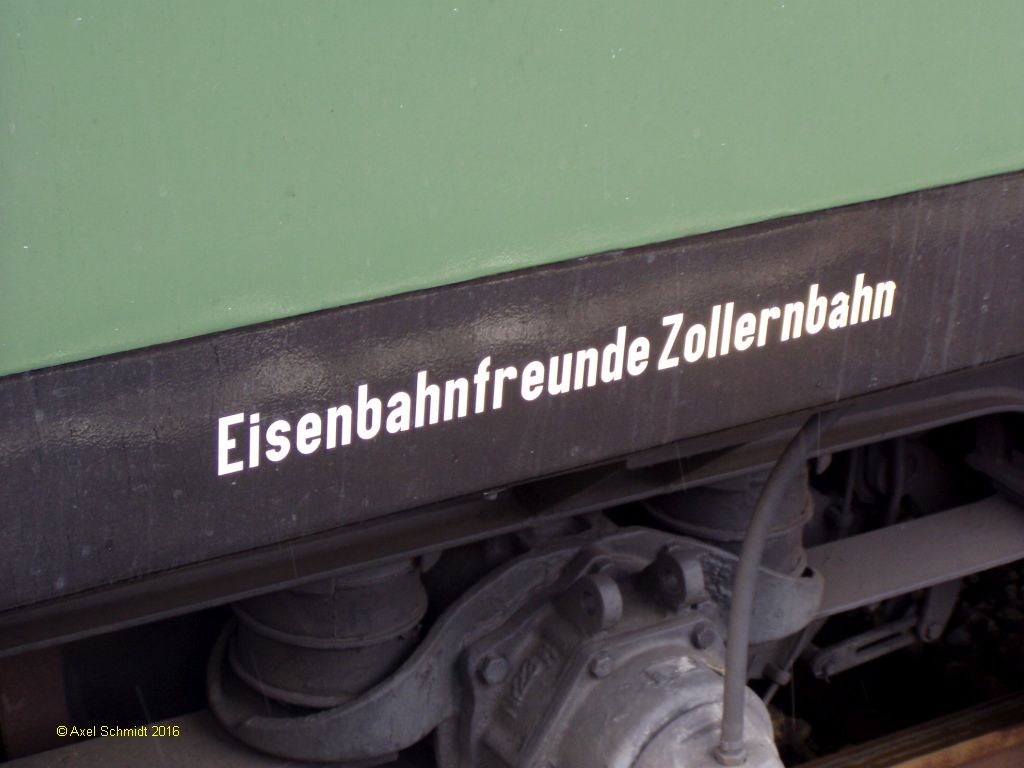 Eisenbahnfreunde Zollernbahn
© Axel Schmidt 2016